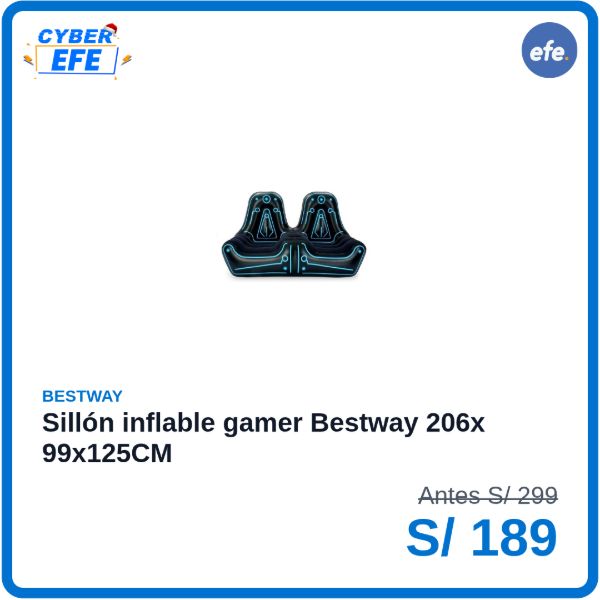 CYBER
EFE
efe.
BESTWAY
Sillón inflable gamer Bestway 206x
99x125CM
Antes S/ 299
S/ 189